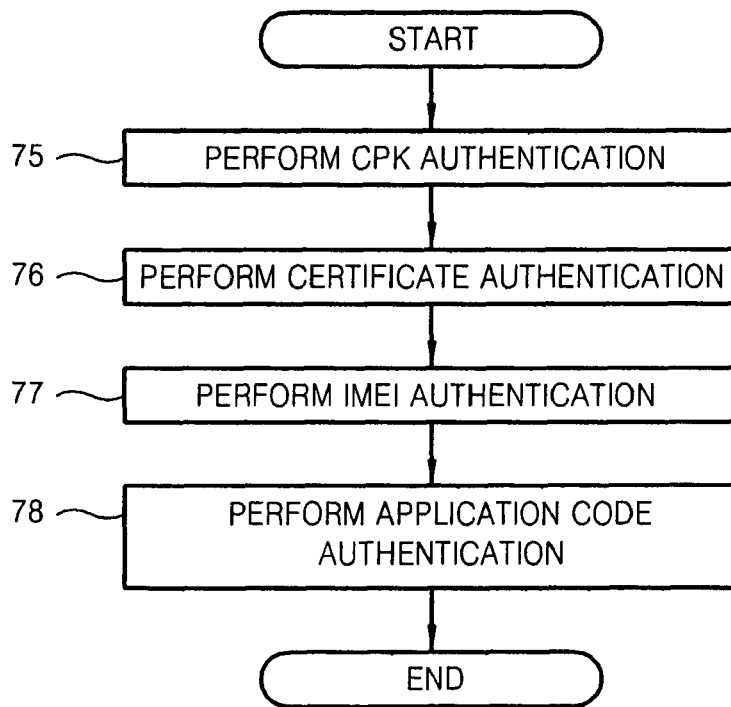 START
75
PERFORM CPK AUTHENTICATION
76
PERFORM CERTIFICATE AUTHENTICATION
77
PERFORM IMEI AUTHENTICATION
78
PERFORM APPLICATION CODE
AUTHENTICATION
END